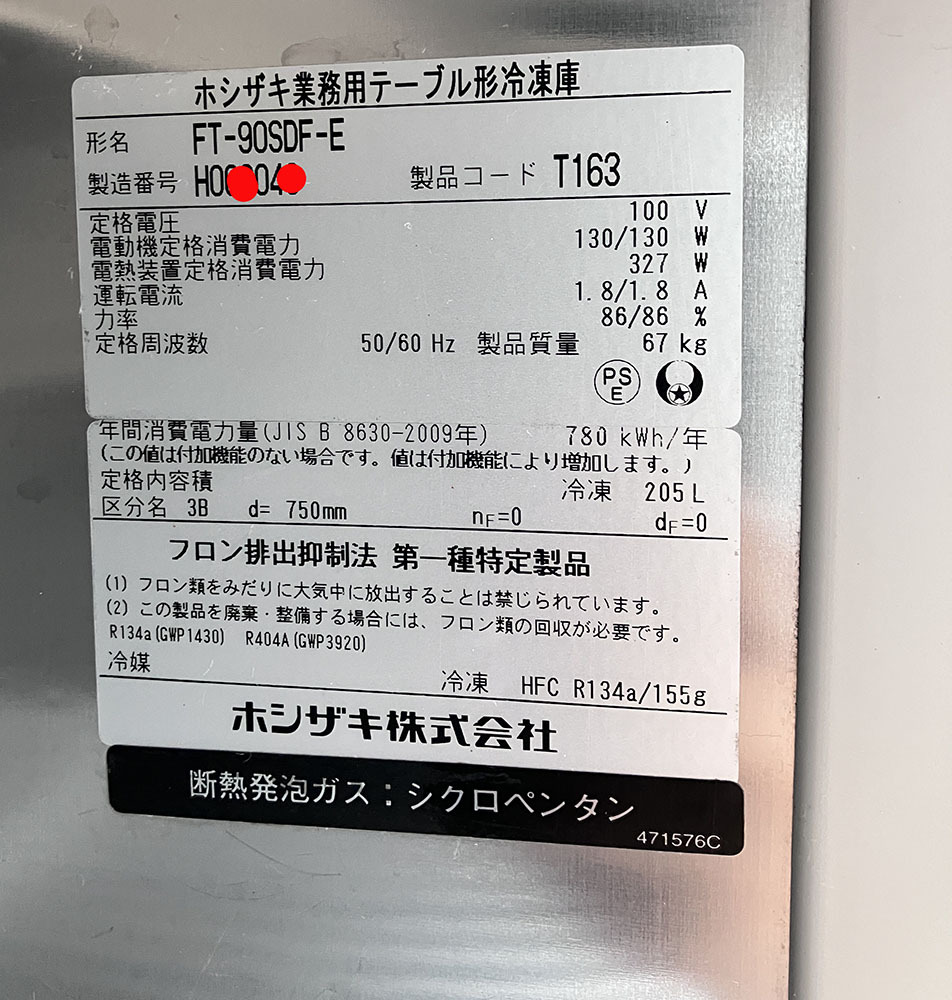 ホシザキ業務用テーブル形冷凍庫
形名 FT-90SDF-E
製造番号 製品コード T163
定格電圧 100 V
電動機定格消費電力 130/130 W
電熱装置定格消費電力 327 W
運転電流 1.8/1.8 A
力率 86/86 %
定格周波数 50/60 Hz 製品質量 67 kg
PS
E
年間消費電力量(JIS B 8630-2009年) 780 kWh/年
(この値は付加機能のない場合です。値は付加機能により増加します。)
定格内容積 冷凍 205L
区分名 3B d= 750mm nF=0 dF=0
フロン排出抑制法 第一種特定製品
(1) フロン類をみだりに大気中に放出することは禁じられています。
(2) この製品を廃棄・整備する場合には、フロン類の回収が必要です。
R134a(GWP1430) R404A(GWP3920)
冷媒
冷凍 HFC R134a/155g
ホシザキ株式会社
断熱発泡ガス:シクロペンタン
471576C